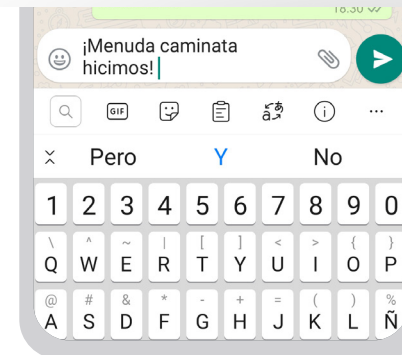 18:30
¡Menuda caminata
hicimos!
GIF
Pero Y No
1 2 3 4 5 6 7 8 9 0
\ ^ ~ | [ ] < > { }
Q W E R T Y U I O P
@ # & * - + = ( ) %
A S D F G H J K L Ñ